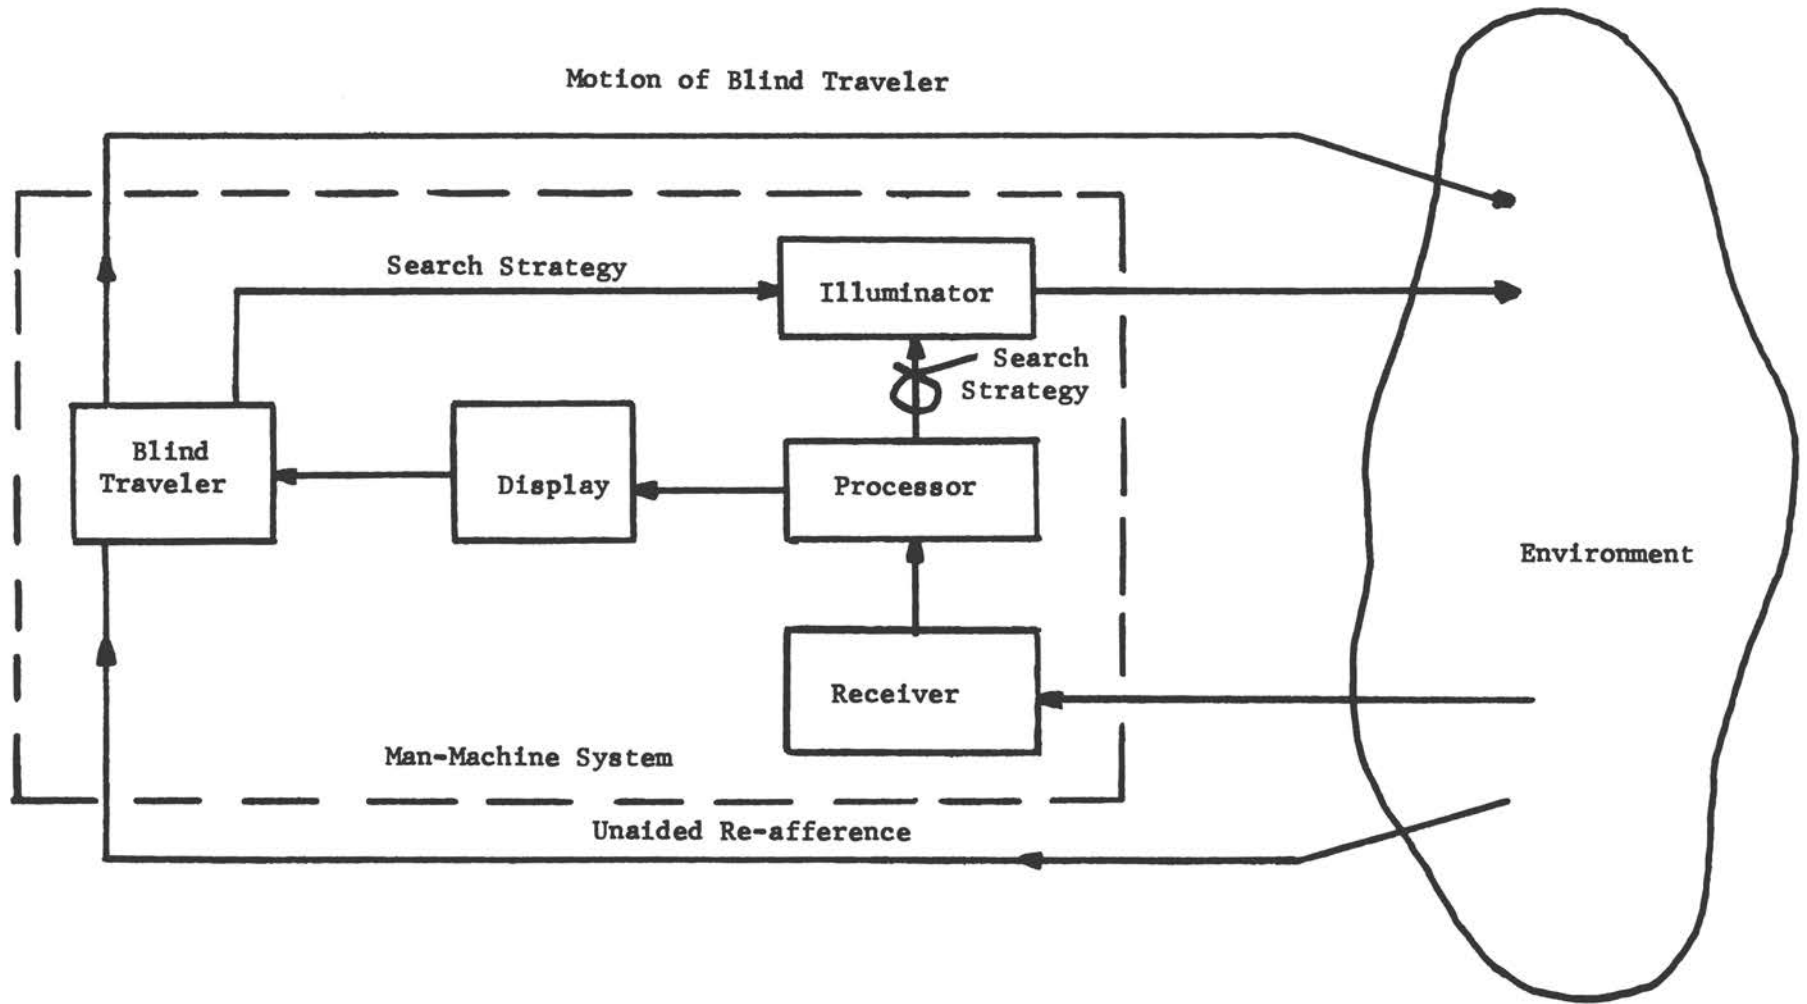 Motion of Blind Traveler
Search Strategy
Illuminator
Search
Strategy
Blind
Traveler
Display
Processor
Environment
Receiver
Man-Machine System
Unaided Re-afference